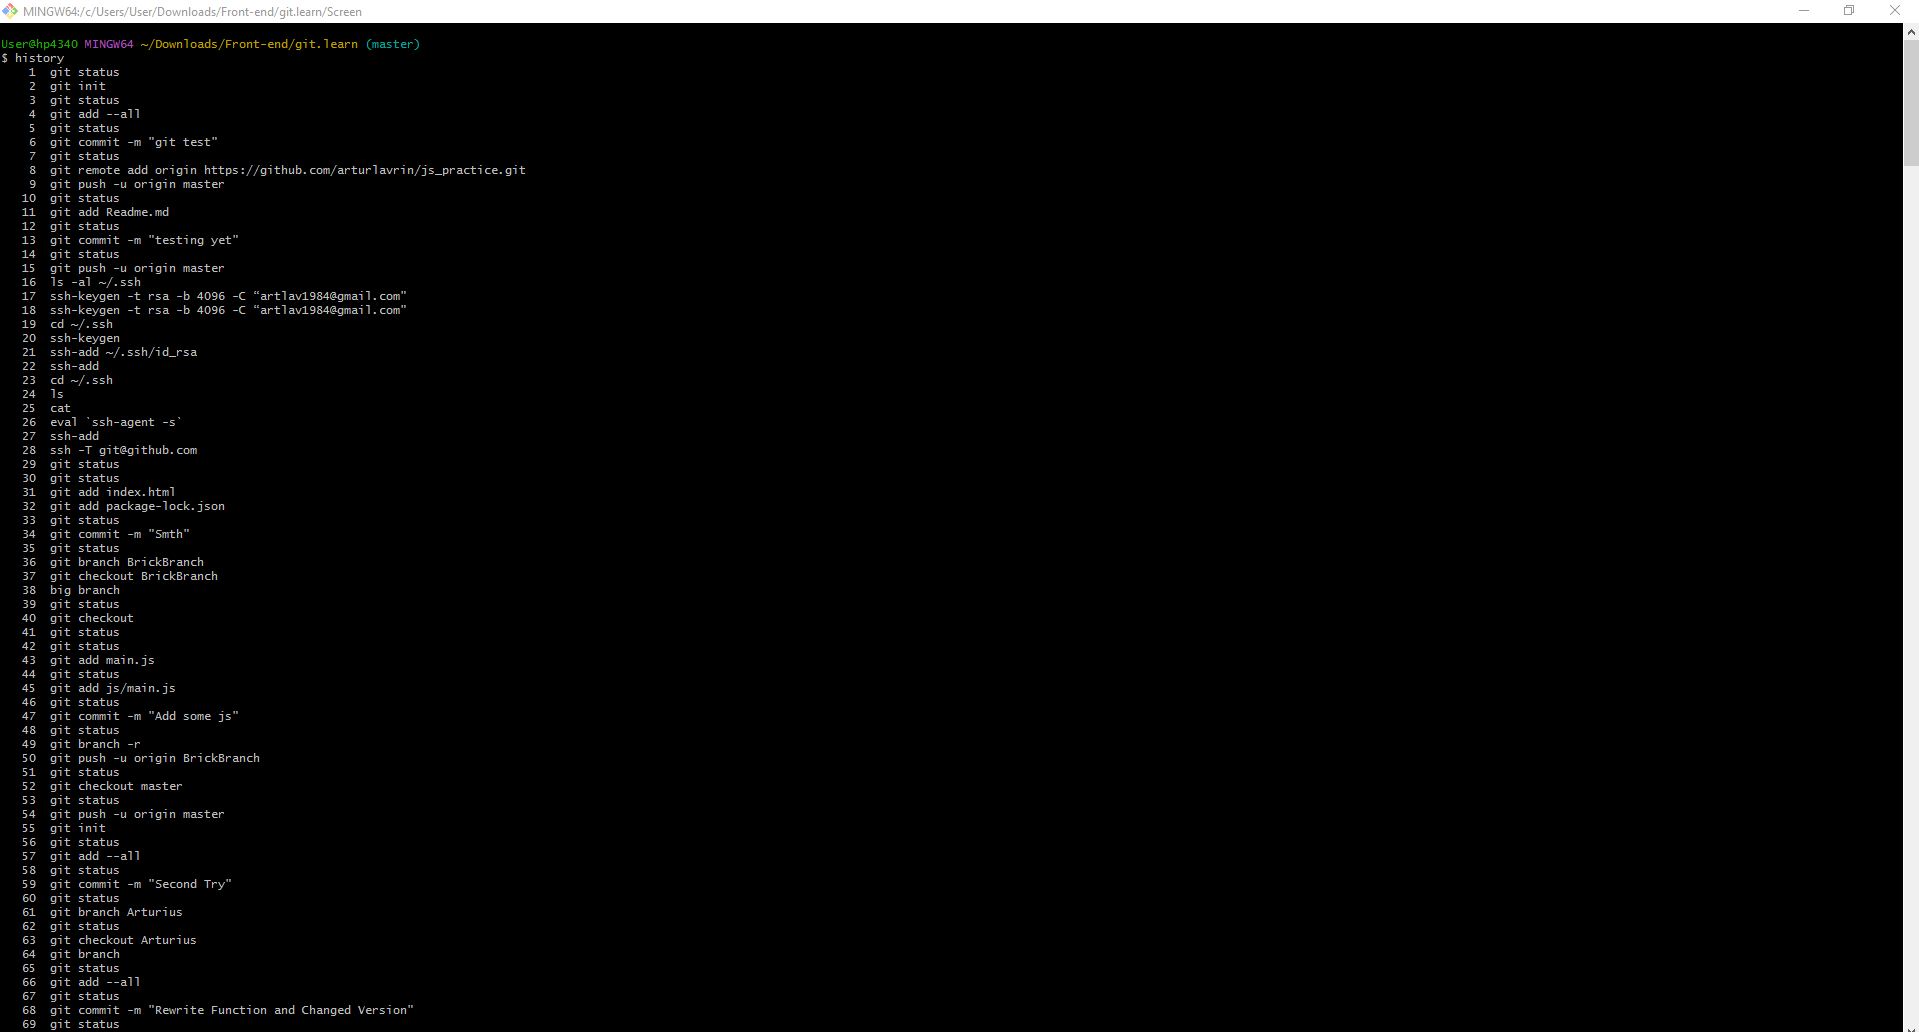 MINGW64:/c/Users/User/Downloads/Front-end/git.learn/Screen
User@hp4340 MINGW64 ~/Downloads/Front-end/git.learn (master)
$ history
1 git status
2 git init
3 git status
4 git add --all
5 git status
6 git commit -m "git test"
7 git status
8 git remote add origin https://github.com/arturlavrin/js_practice.git
9 git push -u origin master
10 git status
11 git add Readme.md
12 git status
13 git commit -m "testing yet"
14 git status
15 git push -u origin master
16 ls -al ~/.ssh
17 ssh-keygen -t rsa -b 4096 -C “artlav1984@gmail.com"
18 ssh-keygen -t rsa -b 4096 -C “artlav1984@gmail.com"
19 cd ~/.ssh
20 ssh-keygen
21 ssh-add ~/.ssh/id_rsa
22 ssh-add
23 cd ~/.ssh
24 ls
25 cat
26 eval `ssh-agent -s`
27 ssh-add
28 ssh -T git@github.com
29 git status
30 git status
31 git add index.html
32 git add package-lock.json
33 git status
34 git commit -m "Smth"
35 git status
36 git branch BrickBranch
37 git checkout BrickBranch
38 big branch
39 git status
40 git checkout
41 git status
42 git status
43 git add main.js
44 git status
45 git add js/main.js
46 git status
47 git commit -m "Add some js"
48 git status
49 git branch -r
50 git push -u origin BrickBranch
51 git status
52 git checkout master
53 git status
54 git push -u origin master
55 git init
56 git status
57 git add --all
58 git status
59 git commit -m "Second Try"
60 git status
61 git branch Arturius
62 git status
63 git checkout Arturius
64 git branch
65 git status
66 git add --all
67 git status
68 git commit -m "Rewrite Function and Changed Version"
69 git status